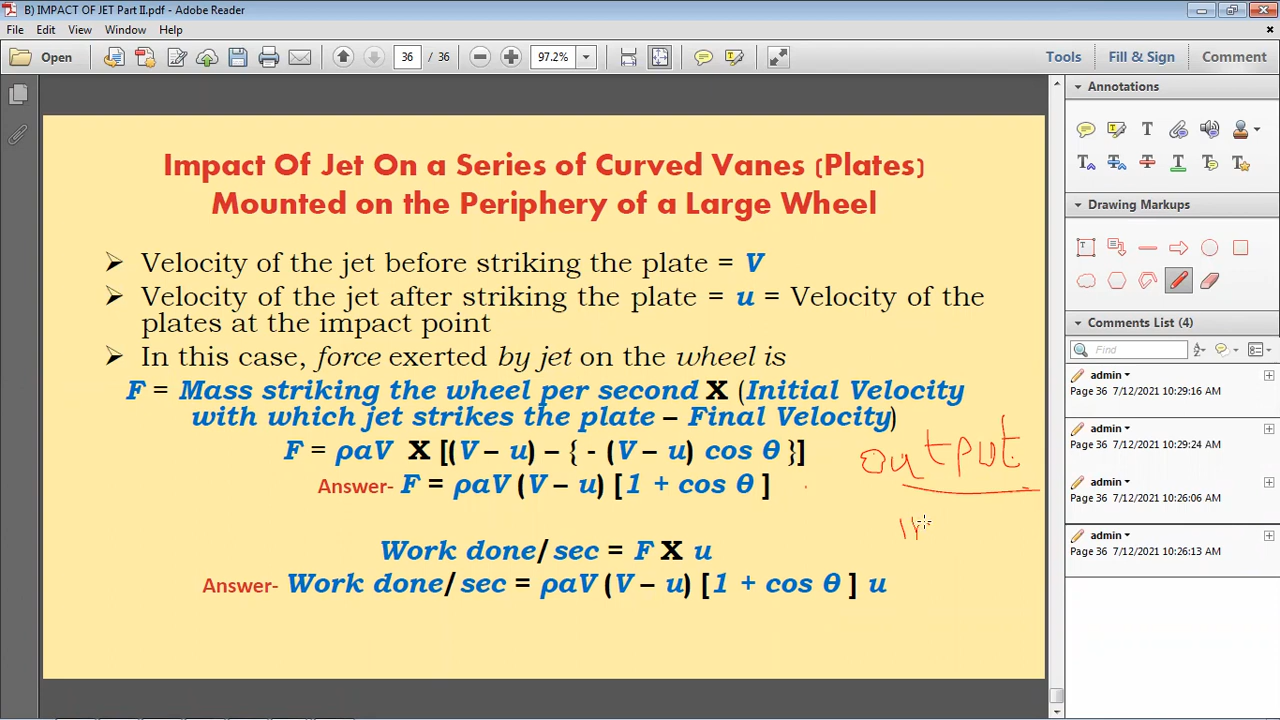 B) IMPACT OF JET Part II.pdf - Adobe Reader
File Edit View Window Help
Open 36 / 36 97.2% Tools Fill & Sign Comment
Impact Of Jet On a Series of Curved Vanes (Plates)
Mounted on the Periphery of a Large Wheel
➢ Velocity of the jet before striking the plate = V
➢ Velocity of the jet after striking the plate = u = Velocity of the
plates at the impact point
➢ In this case, force exerted by jet on the wheel is
F = Mass striking the wheel per second X (Initial Velocity
with which jet strikes the plate – Final Velocity)
F = ρaV X [(V – u) – { - (V – u) cos θ }]
Answer- F = ρaV (V – u) [1 + cos θ ]
Work done/sec = F X u
Answer- Work done/sec = ρaV (V – u) [1 + cos θ ] u
output
Annotations
Drawing Markups
Comments List (4)
Find
admin
Page 36 7/12/2021 10:29:16 AM
admin
Page 36 7/12/2021 10:29:24 AM
admin
Page 36 7/12/2021 10:26:06 AM
admin
Page 36 7/12/2021 10:26:13 AM